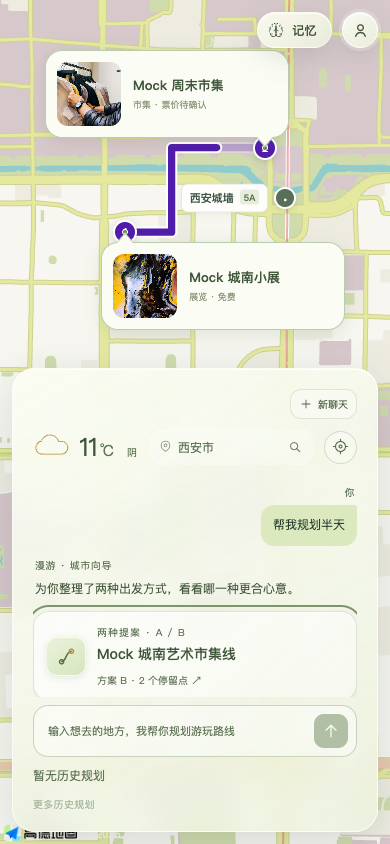 记忆
Mock 周末市集
市集 · 票价待确认
西安城墙 5A
Mock 城南小展
展览 · 免费
新聊天
11℃ 阴
西安市
你
帮我规划半天
漫游 · 城市向导
为你整理了两种出发方式，看看哪一种更合心意。
两种提案 · A / B
Mock 城南艺术市集线
方案 B · 2 个停留点 ↗
输入想去的地方，我帮你规划游玩路线
暂无历史规划
更多历史规划
高德地图